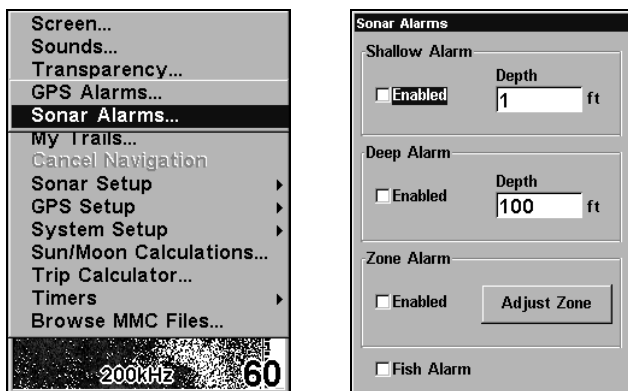 Screen...
Sounds...
Transparency...
GPS Alarms...
Sonar Alarms...
My Trails...
Cancel Navigation
Sonar Setup
GPS Setup
System Setup
Sun/Moon Calculations...
Trip Calculator...
Timers
Browse MMC Files...
200kHz 60
Sonar Alarms
Shallow Alarm
Depth
Enabled 1 ft
Deep Alarm
Depth
Enabled 100 ft
Zone Alarm
Enabled Adjust Zone
Fish Alarm